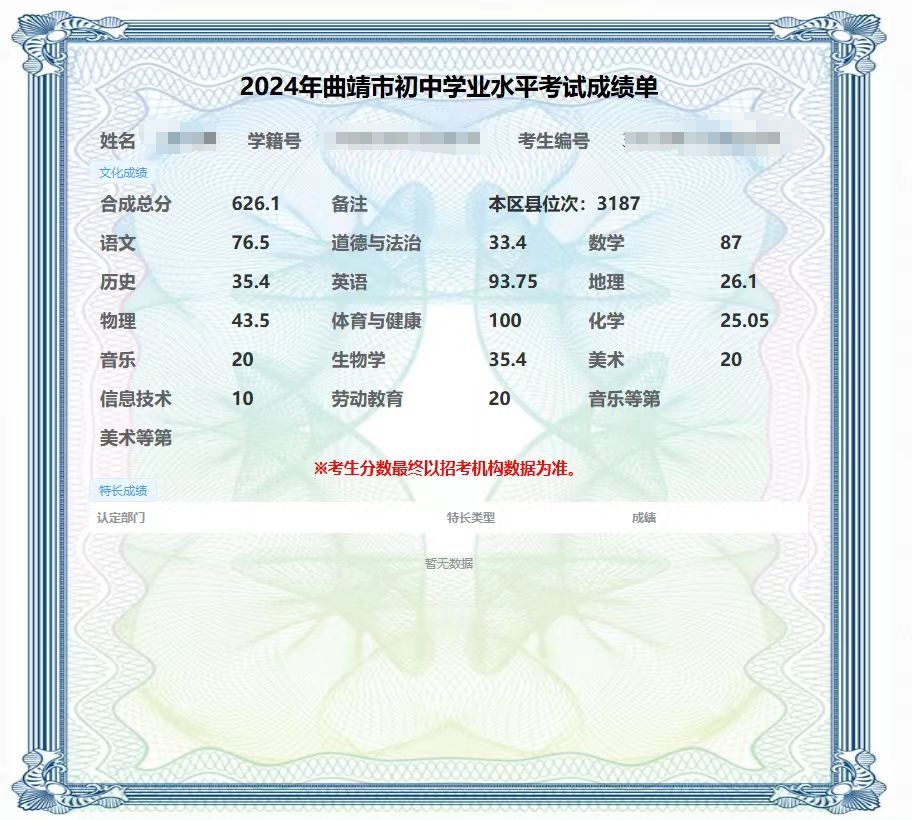 2024年曲靖市初中学业水平考试成绩单
姓名 学籍号 考生编号
文化成绩
合成总分 626.1 备注 本区县位次：3187
语文 76.5 道德与法治 33.4 数学 87
历史 35.4 英语 93.75 地理 26.1
物理 43.5 体育与健康 100 化学 25.05
音乐 20 生物学 35.4 美术 20
信息技术 10 劳动教育 20 音乐等第
美术等第
※考生分数最终以招考机构数据为准。
特长成绩
认定部门 特长类型 成绩
暂无数据